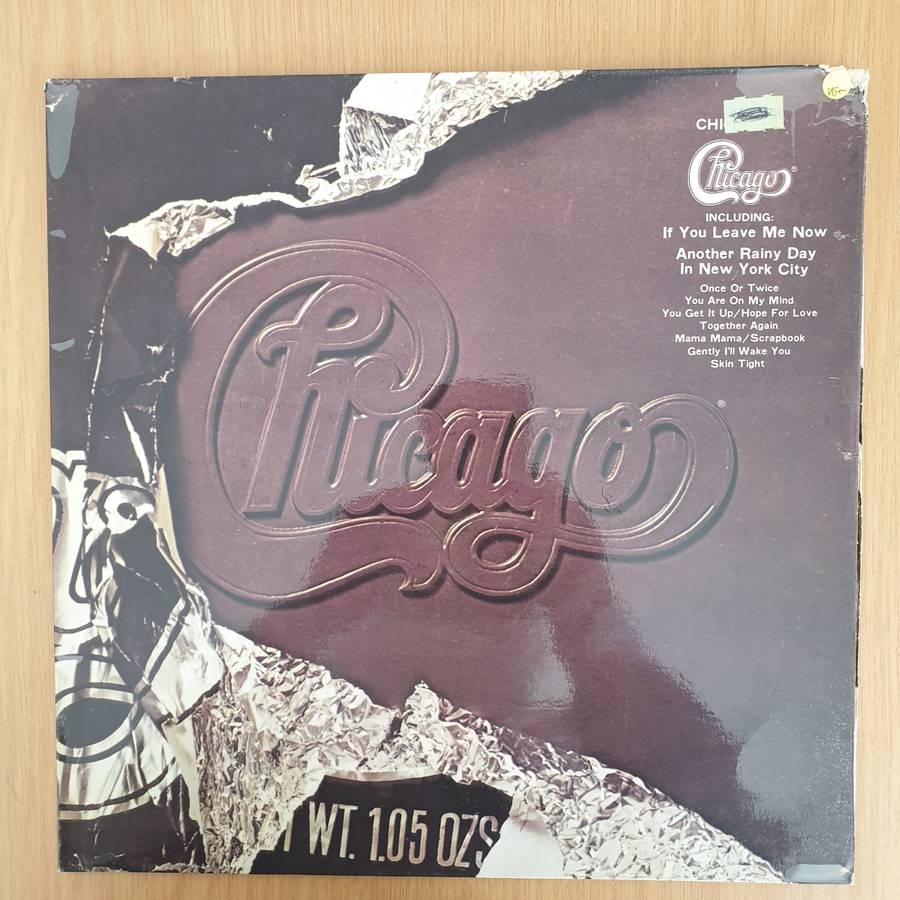 VG+
CHI
Chicago®
INCLUDING:
If You Leave Me Now
Another Rainy Day
In New York City
Once Or Twice
You Are On My Mind
You Get It Up/Hope For Love
Together Again
Mama Mama/Scrapbook
Gently I'll Wake You
Skin Tight
Chicago®
T WT. 1.05 OZS